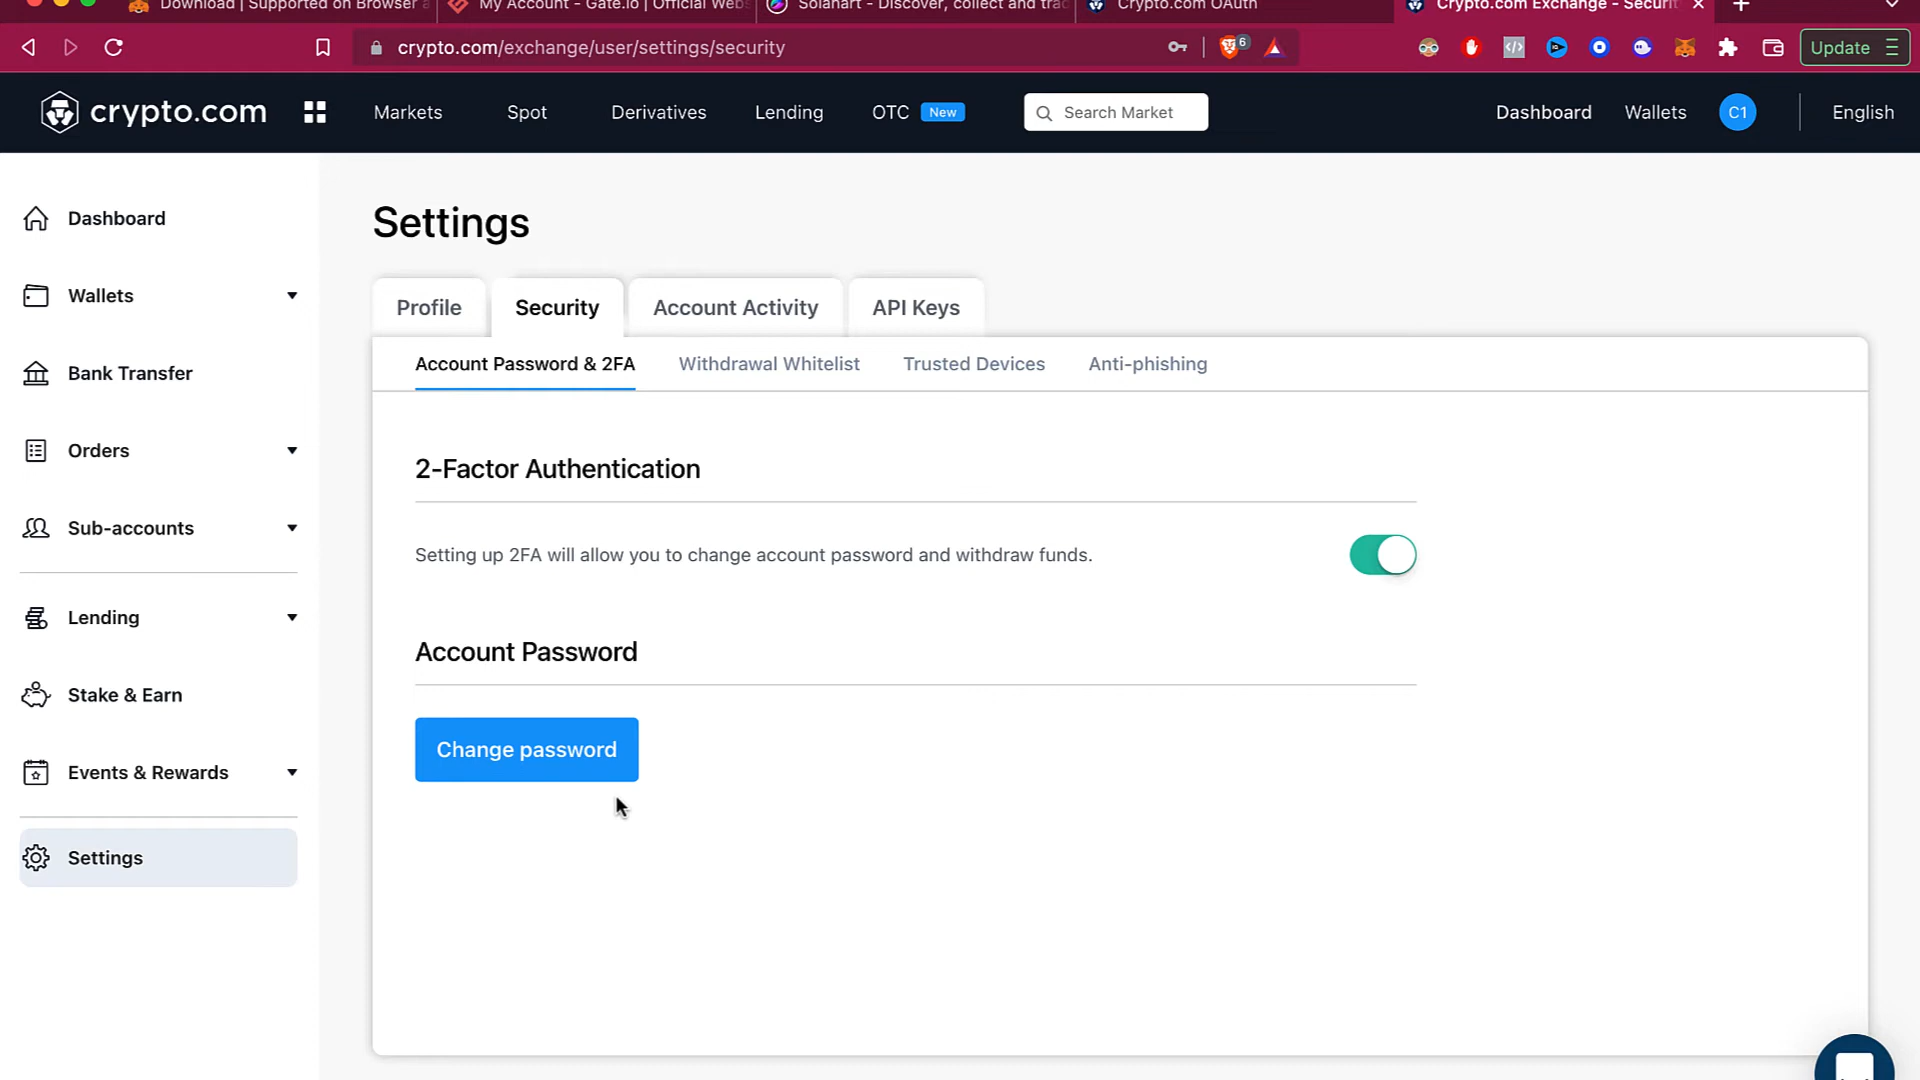 Download | Supported on Browser a
My Account - Gate.io | Official Webs
Solanart - Discover, collect and trad
Crypto.com OAuth
Crypto.com Exchange - Securit
crypto.com/exchange/user/settings/security
6
Update
crypto.com
Markets
Spot
Derivatives
Lending
OTC
New
Search Market
Dashboard
Wallets
C1
English
Dashboard
Wallets
Bank Transfer
Orders
Sub-accounts
Lending
Stake & Earn
Events & Rewards
Settings
Settings
Profile
Security
Account Activity
API Keys
Account Password & 2FA
Withdrawal Whitelist
Trusted Devices
Anti-phishing
2-Factor Authentication
Setting up 2FA will allow you to change account password and withdraw funds.
Account Password
Change password